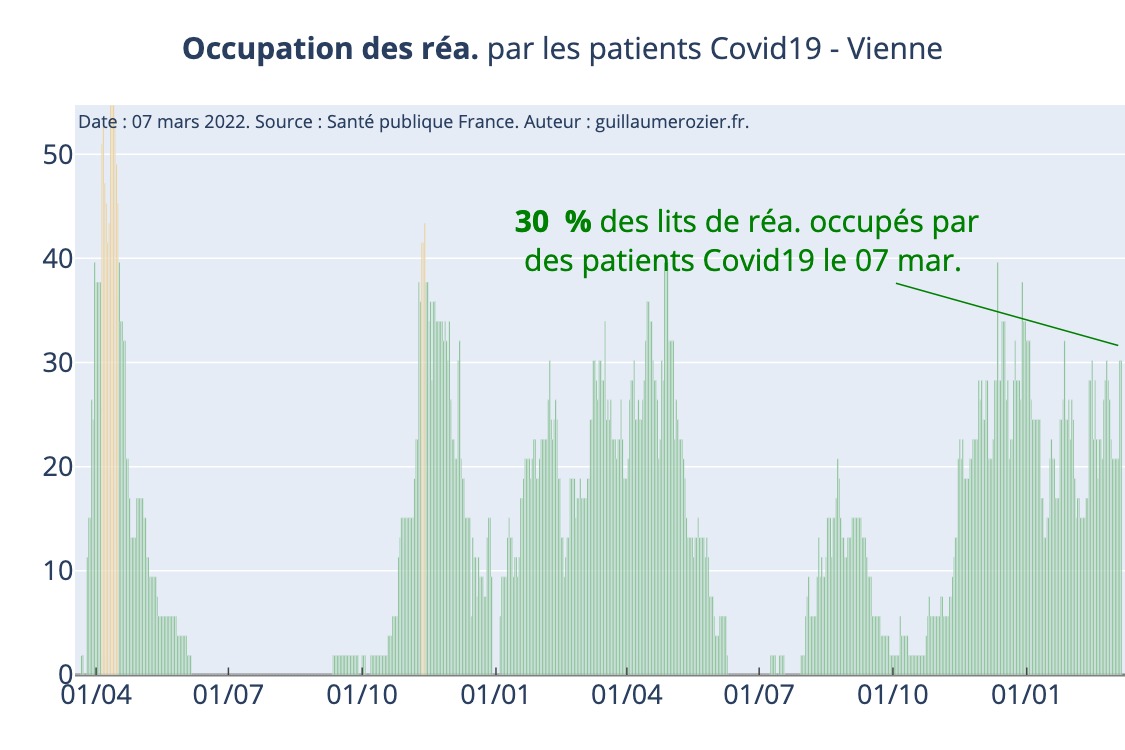 Occupation des réa. par les patients Covid19 - Vienne
Date : 07 mars 2022. Source : Santé publique France. Auteur : guillaumerozier.fr.
50
30  % des lits de réa. occupés par
des patients Covid19 le 07 mar.
40
30
20
10
0
01/04 01/07 01/10 01/01 01/04 01/07 01/10 01/01